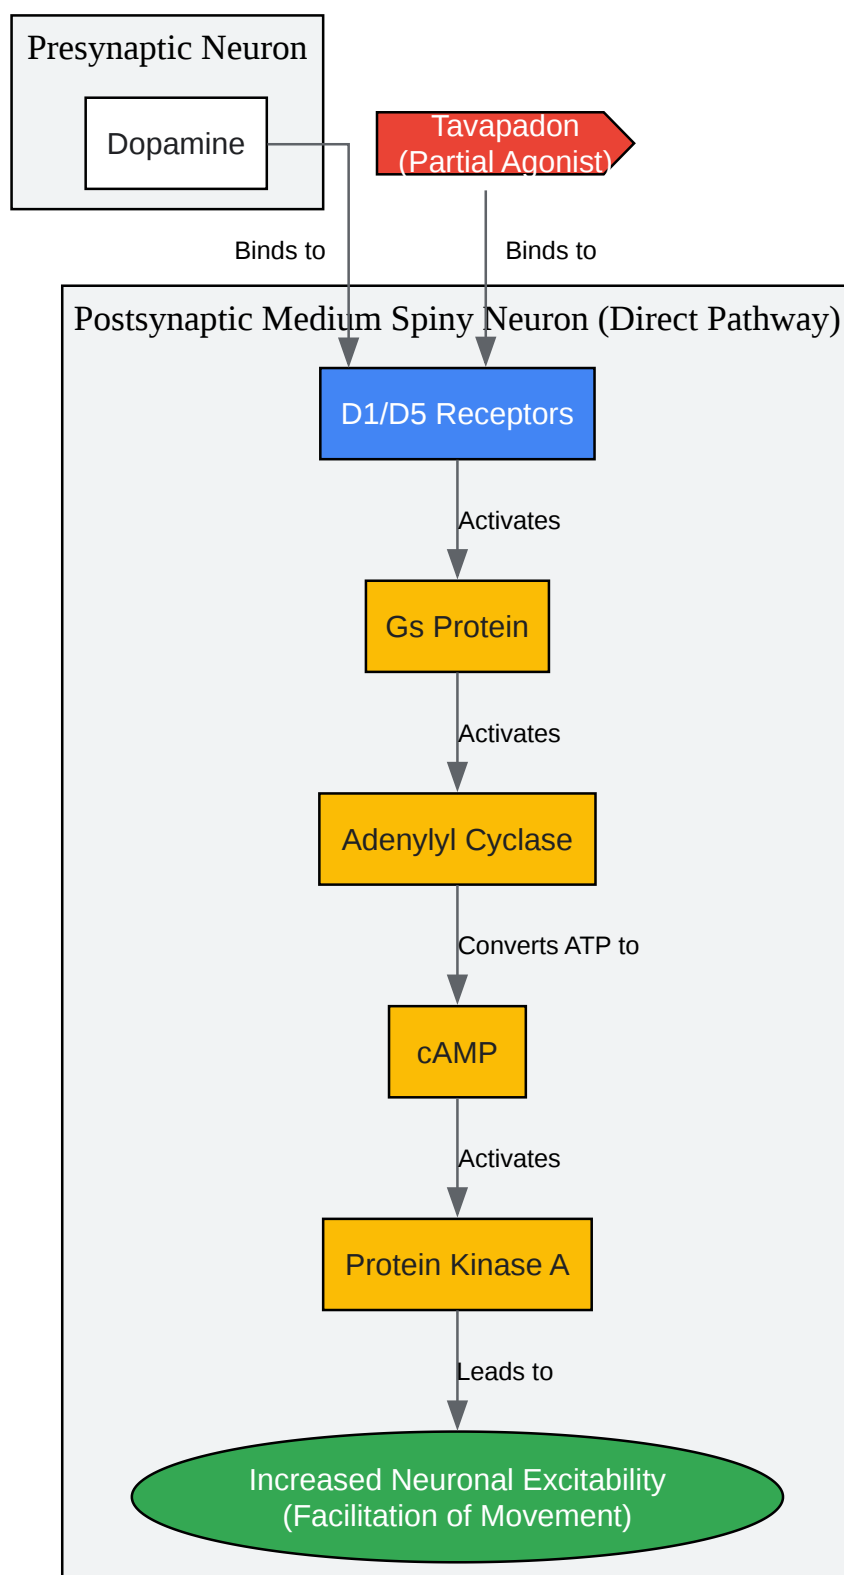 Presynaptic Neuron
Dopamine
Tavapadon
(Partial Agonist)
Binds to
Binds to
Postsynaptic Medium Spiny Neuron (Direct Pathway)
D1/D5 Receptors
Activates
Gs Protein
Activates
Adenylyl Cyclase
Converts ATP to
cAMP
Activates
Protein Kinase A
Leads to
Increased Neuronal Excitability
(Facilitation of Movement)